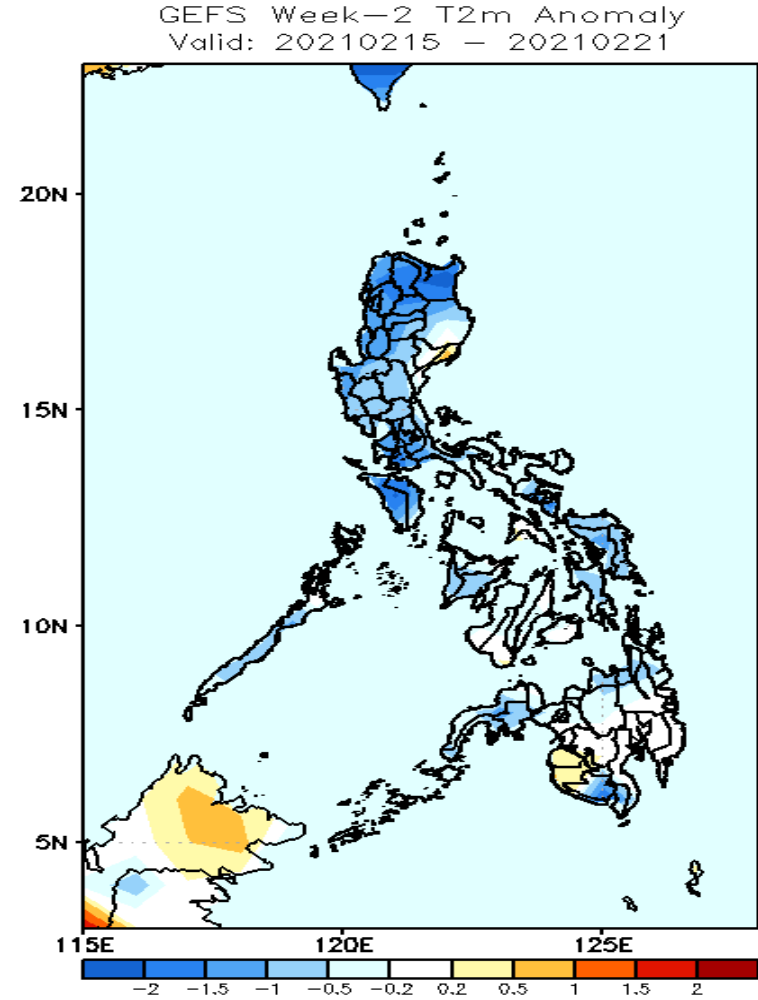 GEFS Week-2 T2m Anomaly
Valid: 20210215 - 20210221
20N
15N
10N
5N
115E 120E 125E
-2 -1.5 -1 -0.5 -0.2 0.2 0.5 1 1.5 2